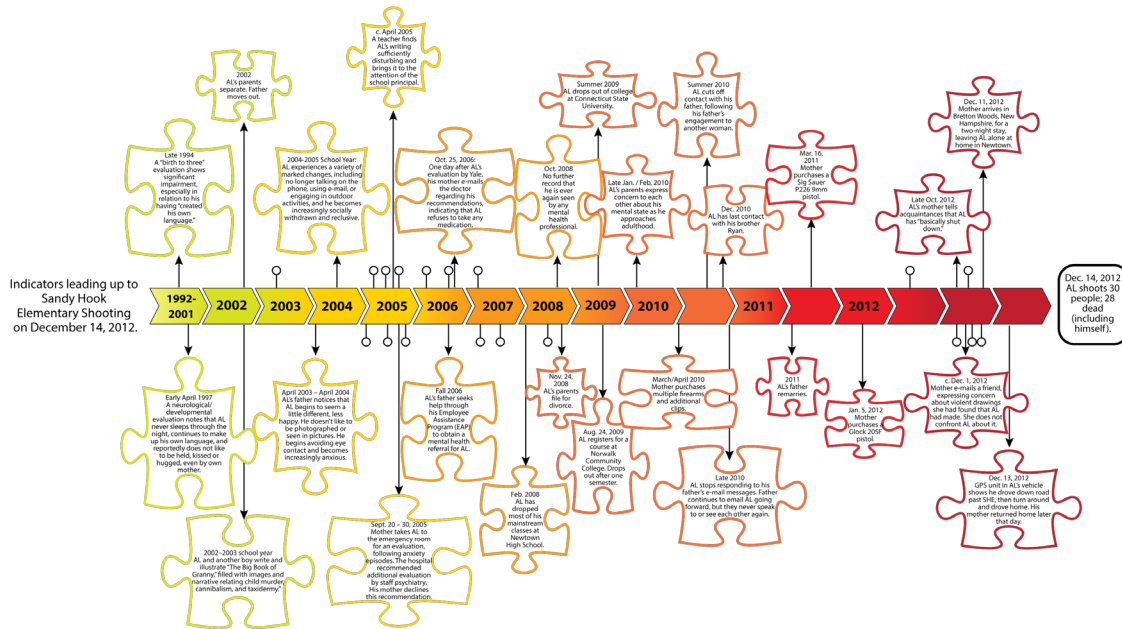 2002
AL's parents
separate. Father
moves out.
c. April 2005
A teacher finds
AL's writing
sufficiently
disturbing and
brings it to the
attention of the
school principal.
Summer 2009
AL drops out of college
at Connecticut State
University.
Summer 2010
AL cuts off
contact with his
father, following
his father's
engagement to
another woman.
Dec. 11, 2012
Mother arrives in
Bretton Woods,
New Hampshire, for
a two-night stay,
leaving AL alone at
home in Newtown.
Late 1994
A "birth to three"
evaluation shows
significant
impairment,
especially in
relation to his
having "created
his own
language."
2004-2005 School Year:
AL experiences a variety
of marked changes, including
no longer talking on the
phone, using e-mail, or
engaging in outdoor
activities, and he becomes
increasingly socially
withdrawn and reclusive.
Oct. 25, 2006:
One day after AL's
evaluation by Yale,
his mother e-mails
the doctor
regarding his
recommendations,
indicating that AL
refuses to take any
medication.
Oct. 2008
No further
record that
he is ever
again seen
by any
mental
health
professional.
Late Jan. / Feb. 2010
AL's parents express
concern to each
other about his
mental state as he
approaches
adulthood.
Dec. 2010
AL has last contact
with his brother
Ryan.
Mar. 16,
2011
Mother
purchases a
Sig Sauer
P226 9mm
pistol.
Late Oct. 2012
AL's mother tells
acquaintances that AL
has "basically shut
down."
Indicators leading up to
Sandy Hook
Elementary Shooting
on December 14, 2012.
1992-
2001
2002
2003
2004
2005
2006
2007
2008
2009
2010
2011
2012
Dec. 14, 2012
AL shoots 30
people; 28
dead
(including
himself).
Early April 1997
A neurological/
developmental
evaluation notes that AL
never sleeps through the
night, continues to make
up his own language, and
reportedly does not like
to be held, kissed or
hugged, even by own
mother.
April 2003 – April 2004
AL's father notices that
AL begins to seem a
little different, less
happy. He doesn't like to
be photographed or
seen in pictures. He
begins avoiding eye
contact and becomes
increasingly anxious.
Fall 2006
AL's father seeks
help through his
Employee
Assistance
Program (EAP)
to obtain a
mental health
referral for AL.
Nov. 24,
2008
AL's parents
file for
divorce.
Aug. 24, 2009
AL registers for a
course at
Norwalk
Community
College. Drops
out after one
semester.
March/April 2010
Mother purchases
multiple firearms
and additional
clips.
2011
AL's father
remarries.
Jan. 5, 2012
Mother
purchases a
Glock 20SF
pistol.
c. Dec. 1, 2012
Mother e-mails a friend,
expressing concern
about violent drawings
she had found that AL
had made. She does not
confront AL about it.
2002–2003 school year
AL and another boy write and
illustrate "The Big Book of
Granny," filled with images and
narrative relating child murder,
cannibalism, and taxidermy."
Sept. 20 – 30, 2005
Mother takes AL to
the emergency room
for an evaluation,
following anxiety
episodes. The hospital
recommended
additional evaluation
by staff psychiatry.
His mother declines
this recommendation.
Feb. 2008
AL has
dropped
most of his
mainstream
classes at
Newtown
High School.
Late 2010
AL stops responding to his
father's e-mail messages. Father
continues to email AL going
forward, but they never speak
to or see each other again.
Dec. 13, 2012
GPS unit in AL's vehicle
shows he drove down road
past SHE, then turn around
and drove home. His
mother returned home later
that day.